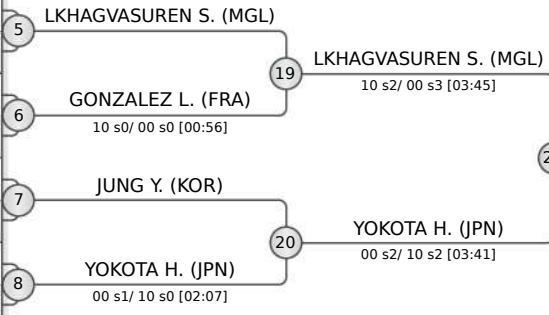 5
LKHAGVASUREN S. (MGL)
19
LKHAGVASUREN S. (MGL)
10 s2/ 00 s3 [03:45]
6
GONZALEZ L. (FRA)
10 s0/ 00 s0 [00:56]
7
JUNG Y. (KOR)
20
YOKOTA H. (JPN)
00 s2/ 10 s2 [03:41]
8
YOKOTA H. (JPN)
00 s1/ 10 s0 [02:07]